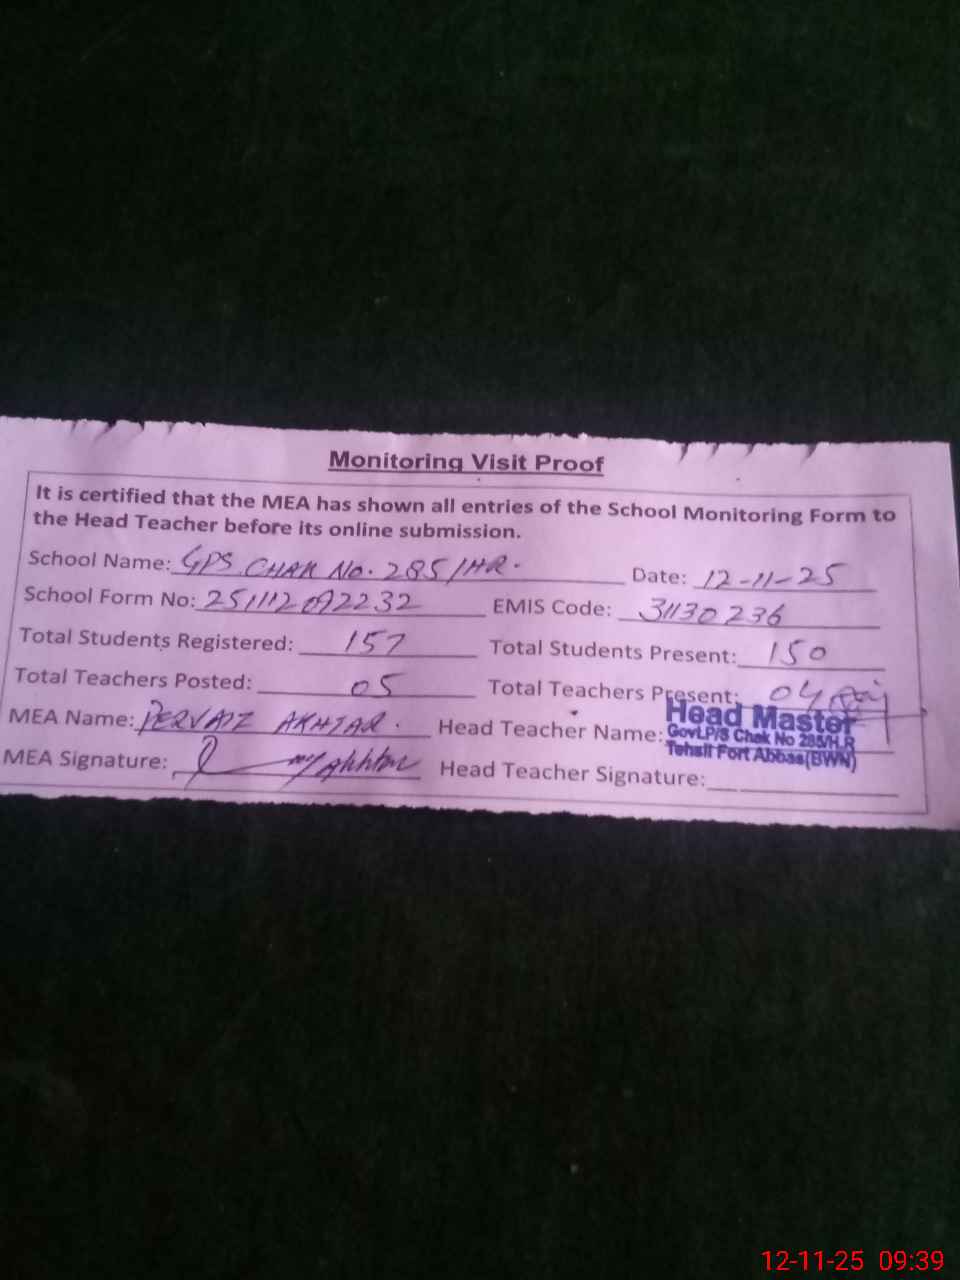 Monitoring Visit Proof
It is certified that the MEA has shown all entries of the School Monitoring Form to
the Head Teacher before its online submission.
School Name: GPS CHAK No. 285/HR. Date: 12-11-25
School Form No: 251112092232 EMIS Code: 31130236
Total Students Registered: 157 Total Students Present: 150
Total Teachers Posted: 05 Total Teachers Present: 04
MEA Name: PERVAIZ AKHTAR. Head Teacher Name:
Head Master
Govt.P/S Chak No 285/H.R
Tehsil Fort Abbas(BWN)
MEA Signature: Akhtar Head Teacher Signature:
12-11-25 09:39